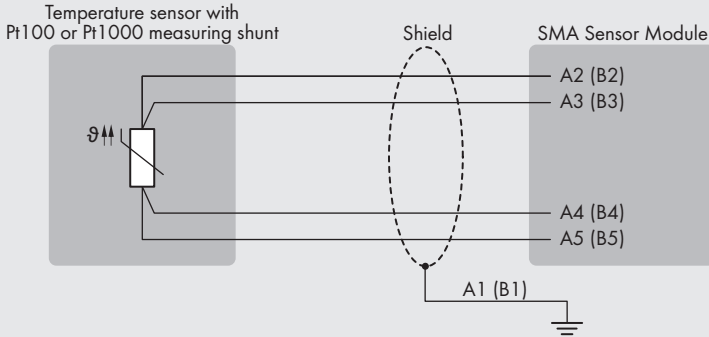 Temperature sensor with
Pt100 or Pt1000 measuring shunt
Shield
SMA Sensor Module
A2 (B2)
A3 (B3)
ϑ
A4 (B4)
A5 (B5)
A1 (B1)